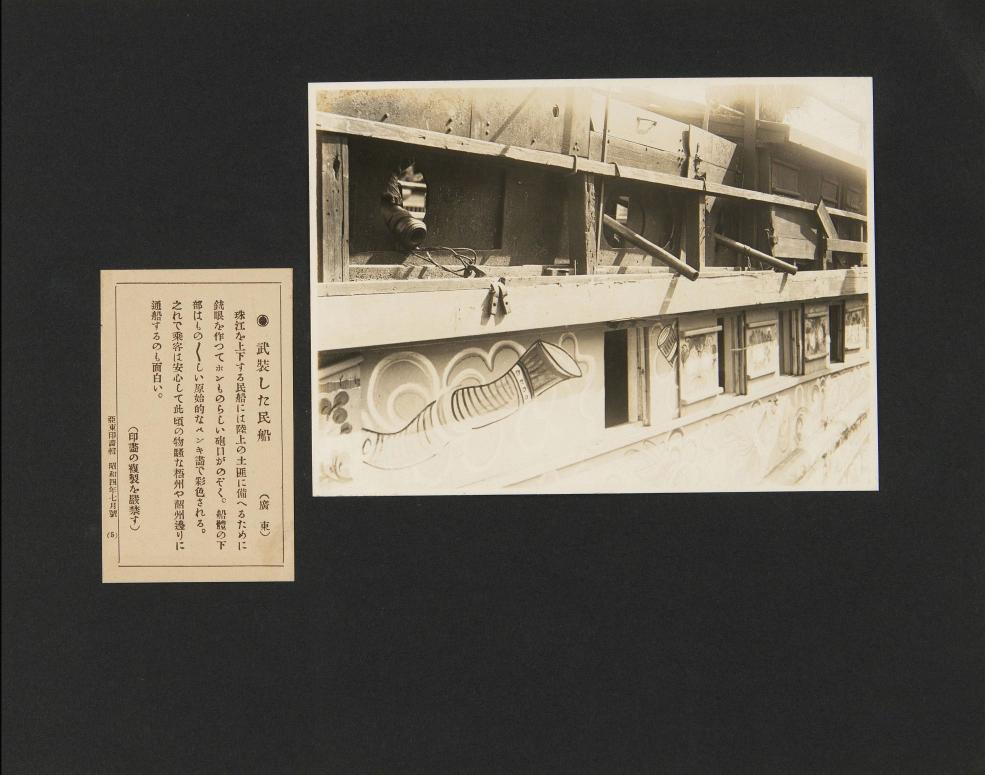 ◉ 武裝した民船 （廣東）
珠江を上下する民船には陸上の土匪に備へるために
銃眼を作つてホンものらしい砲口がのぞく。船體の下
部はもの〳〵しい原始的なペンキ畵で彩色される。
之れで乘客は安心して此頃の物騷な梧州や韶州邊りに
通船するのも面白い。
（印畵の複製を嚴禁す）
亞東印畵輯 昭和四年七月號 （5）